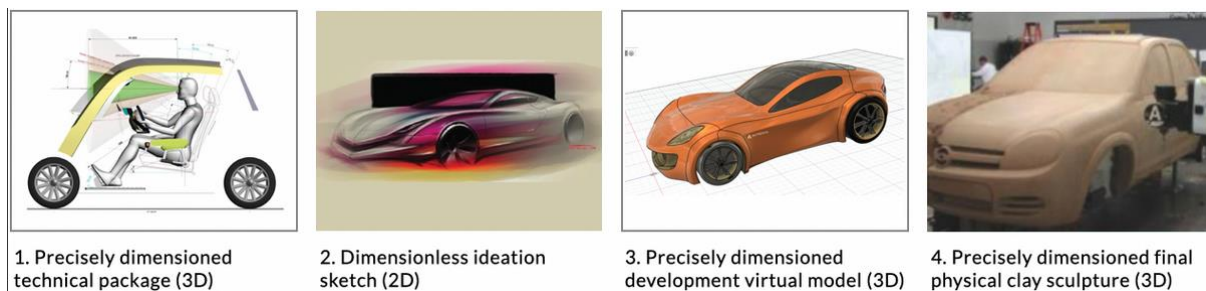 1. Precisely dimensioned
technical package (3D)
2. Dimensionless ideation
sketch (2D)
3. Precisely dimensioned
development virtual model (3D)
4. Precisely dimensioned final
physical clay sculpture (3D)